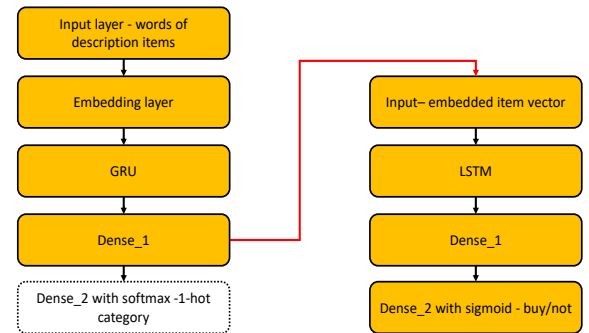 Input layer - words of
description items
Embedding layer
GRU
Dense_1
Dense_2 with softmax -1-hot
category
Input– embedded item vector
LSTM
Dense_1
Dense_2 with sigmoid - buy/not